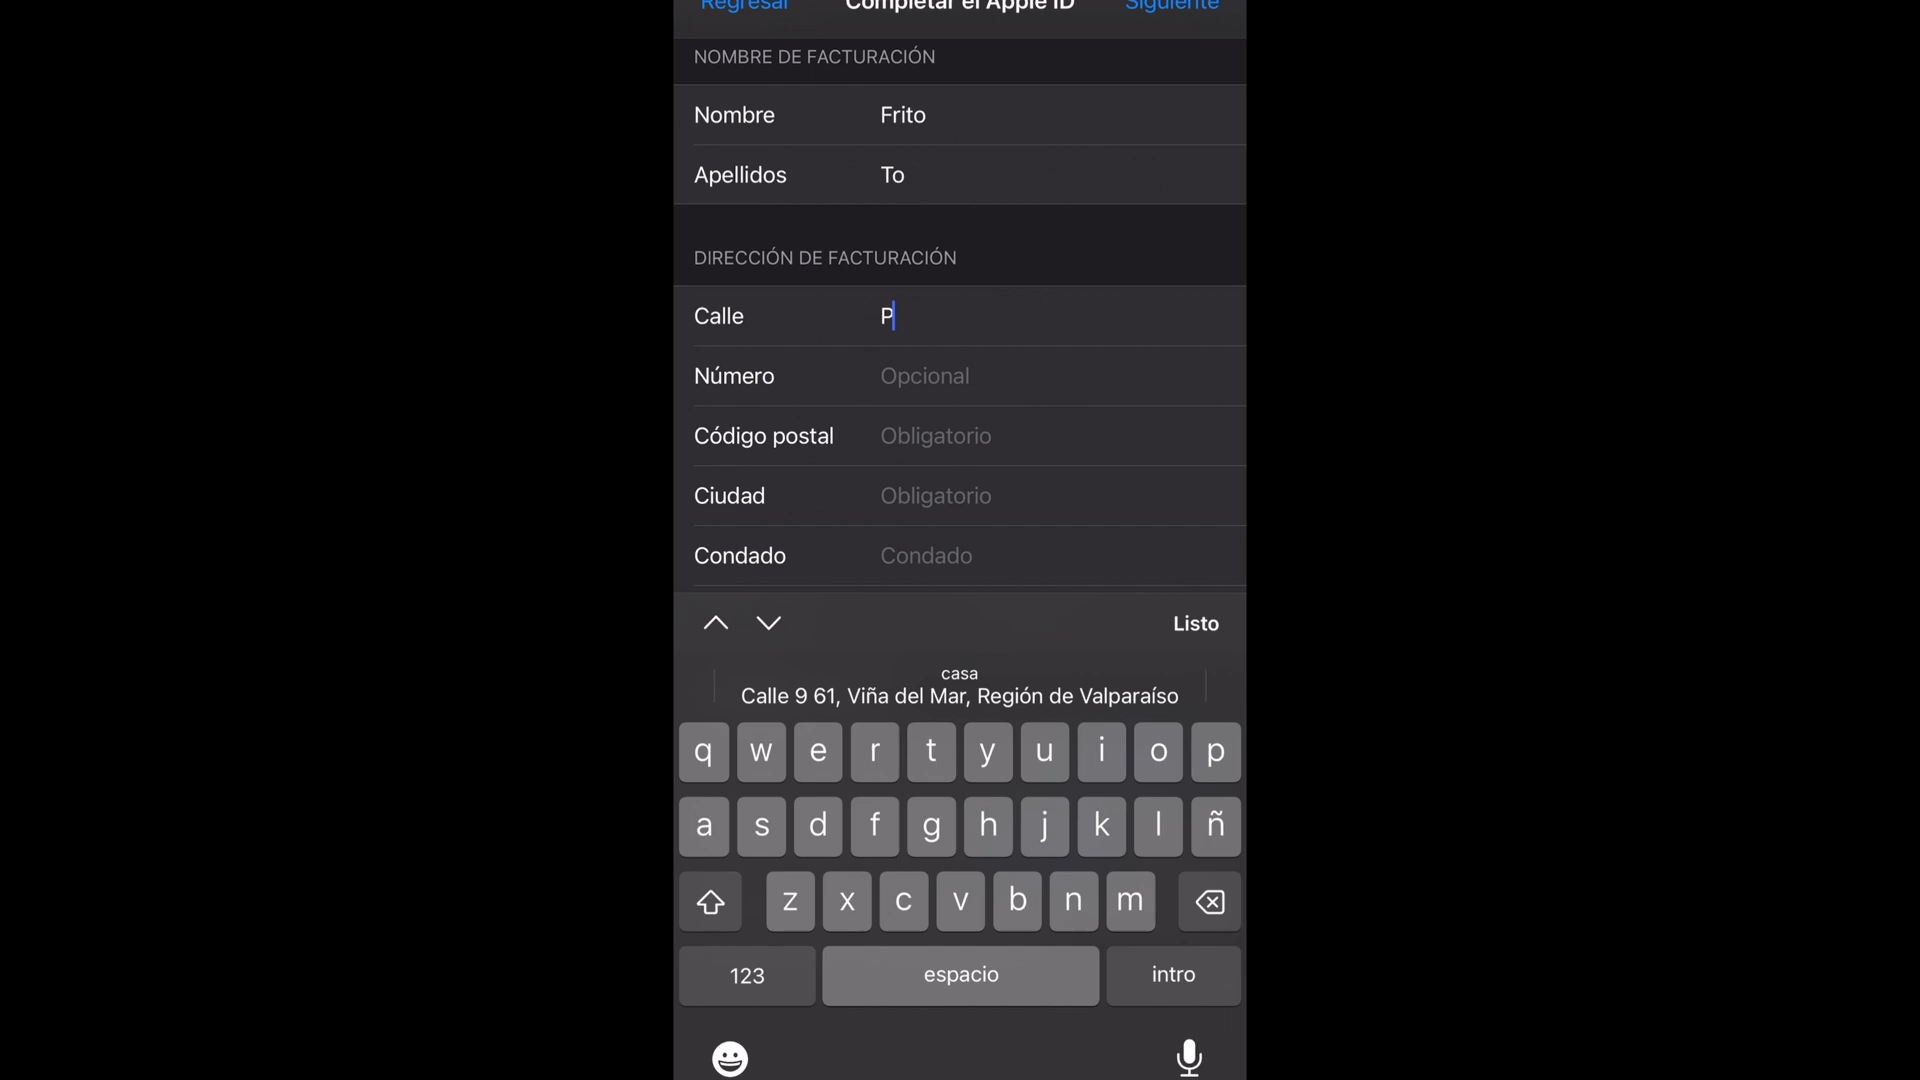 Regresar Completar el Apple ID Siguiente
NOMBRE DE FACTURACIÓN
Nombre Frito
Apellidos To
DIRECCIÓN DE FACTURACIÓN
Calle P
Número Opcional
Código postal Obligatorio
Ciudad Obligatorio
Condado Condado
Listo
casa
Calle 9 61, Viña del Mar, Región de Valparaíso
q w e r t y u i o p
a s d f g h j k l ñ
z x c v b n m
123 espacio intro